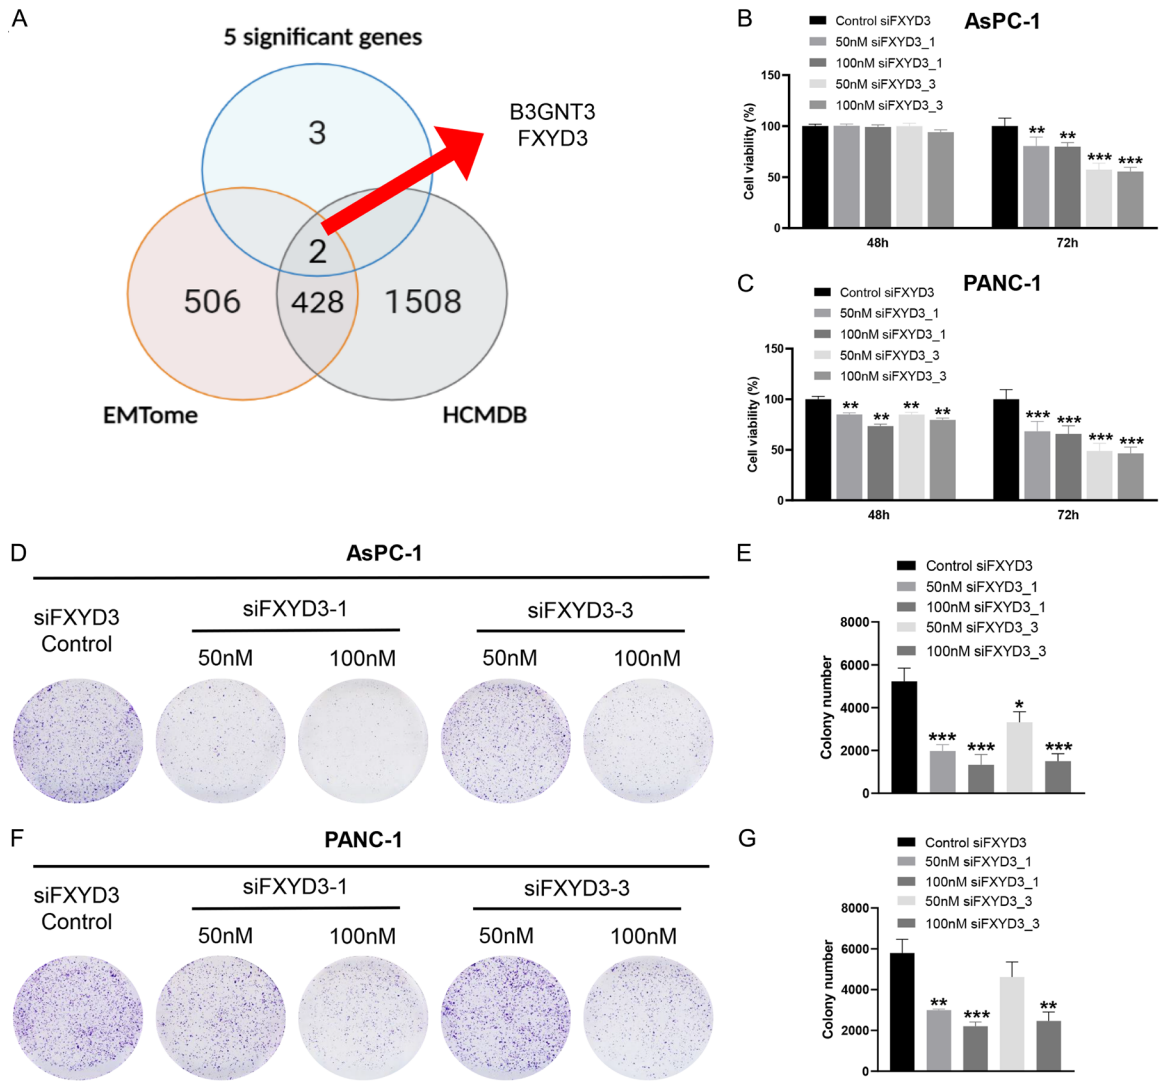 A
5 significant genes
3
B3GNT3
FXYD3
2
506
428
1508
EMTome
HCMDB
B
AsPC-1
Control siFXYD3
50nM siFXYD3_1
100nM siFXYD3_1
50nM siFXYD3_3
100nM siFXYD3_3
Cell viability (%)
150
100
50
0
** ** *** ***
48h
72h
C
PANC-1
Control siFXYD3
50nM siFXYD3_1
100nM siFXYD3_1
50nM siFXYD3_3
100nM siFXYD3_3
Cell viability (%)
150
100
50
0
** ** ** **
*** *** *** ***
48h
72h
D
AsPC-1
siFXYD3
Control
siFXYD3-1
siFXYD3-3
50nM
100nM
50nM
100nM
E
Control siFXYD3
50nM siFXYD3_1
100nM siFXYD3_1
50nM siFXYD3_3
100nM siFXYD3_3
Colony number
8000
6000
4000
2000
0
*** *** * ***
F
PANC-1
siFXYD3
Control
siFXYD3-1
siFXYD3-3
50nM
100nM
50nM
100nM
G
Control siFXYD3
50nM siFXYD3_1
100nM siFXYD3_1
50nM siFXYD3_3
100nM siFXYD3_3
Colony number
8000
6000
4000
2000
0
** *** **